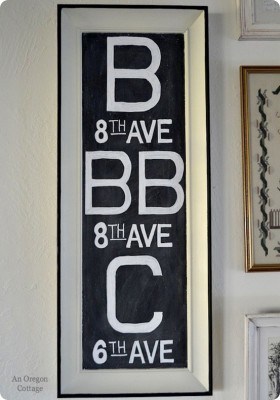 B
8TH AVE
BB
8TH AVE
C
6TH AVE
An Oregon
Cottage